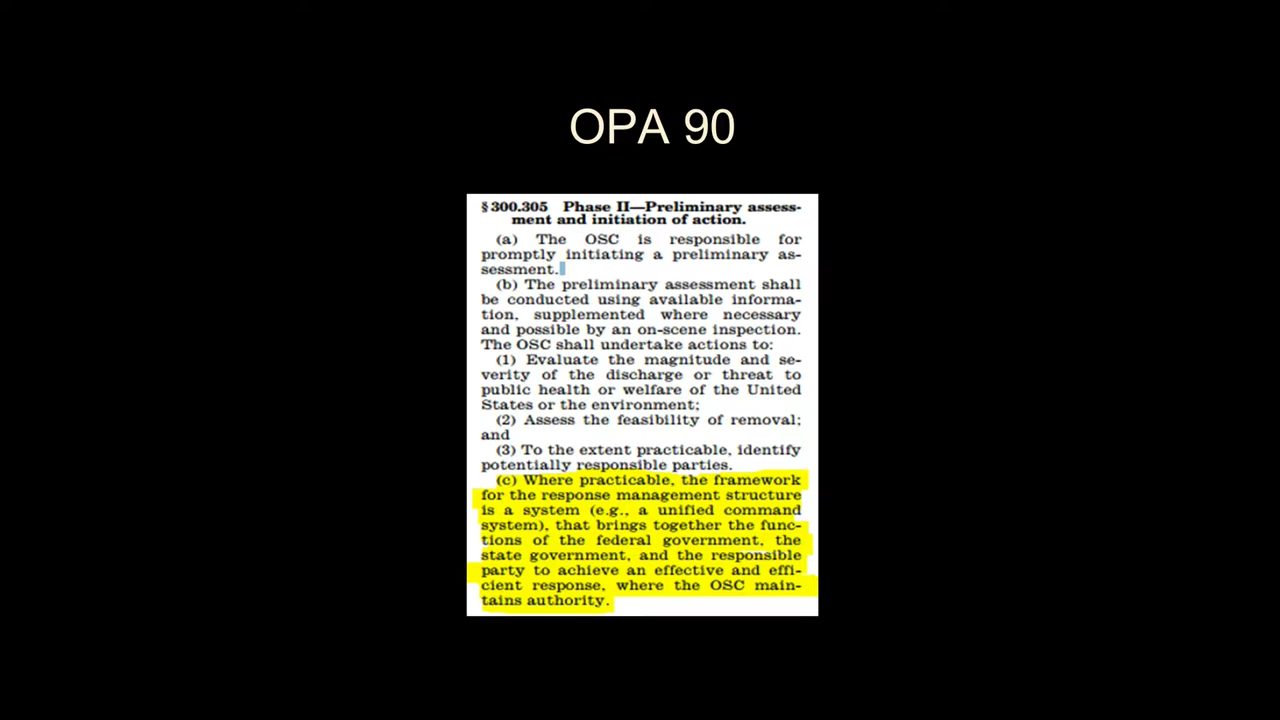 OPA 90
§ 300.305 Phase II—Preliminary assess-
ment and initiation of action.
(a) The OSC is responsible for
promptly initiating a preliminary as-
sessment.
(b) The preliminary assessment shall
be conducted using available informa-
tion, supplemented where necessary
and possible by an on-scene inspection.
The OSC shall undertake actions to:
(1) Evaluate the magnitude and se-
verity of the discharge or threat to
public health or welfare of the United
States or the environment;
(2) Assess the feasibility of removal;
and
(3) To the extent practicable, identify
potentially responsible parties.
(c) Where practicable, the framework
for the response management structure
is a system (e.g., a unified command
system), that brings together the func-
tions of the federal government, the
state government, and the responsible
party to achieve an effective and effi-
cient response, where the OSC main-
tains authority.